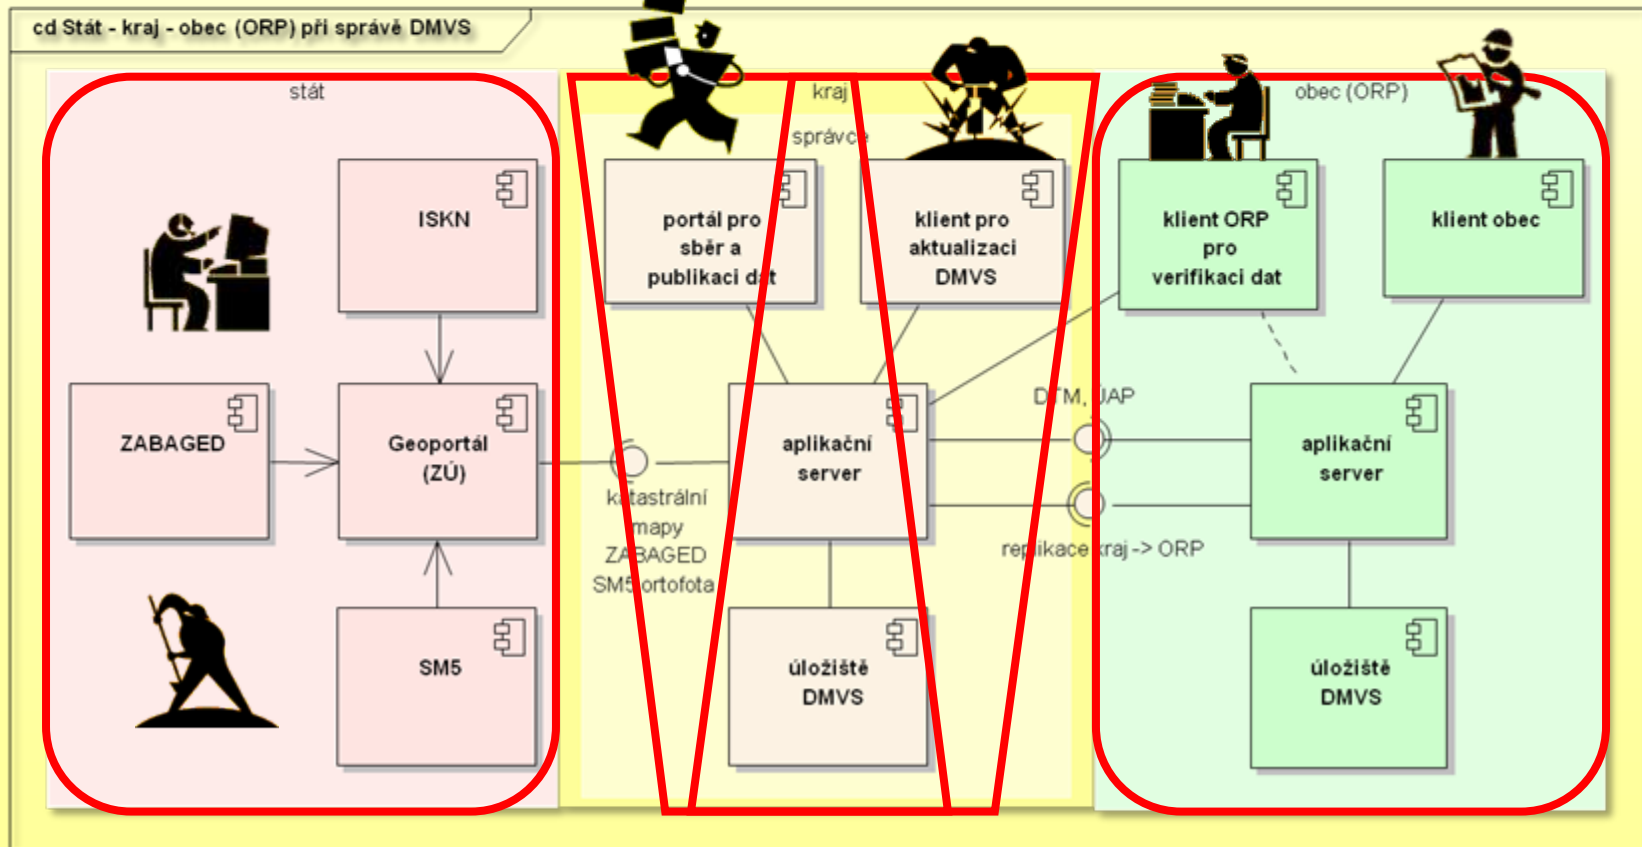 cd Stát - kraj - obec (ORP) při správě DMVS
stát
kraj
obec (ORP)
správce
ISKN
portál pro
sběr a
publikaci dat
klient pro
aktualizaci
DMVS
klient ORP
pro
verifikaci dat
klient obec
ZABAGED
Geoportál
(ZÚ)
katastrální
mapy
ZABAGED
SM5 ortofota
aplikační
server
DTM, ÚAP
replikace kraj -> ORP
aplikační
server
SM5
úložiště
DMVS
úložiště
DMVS